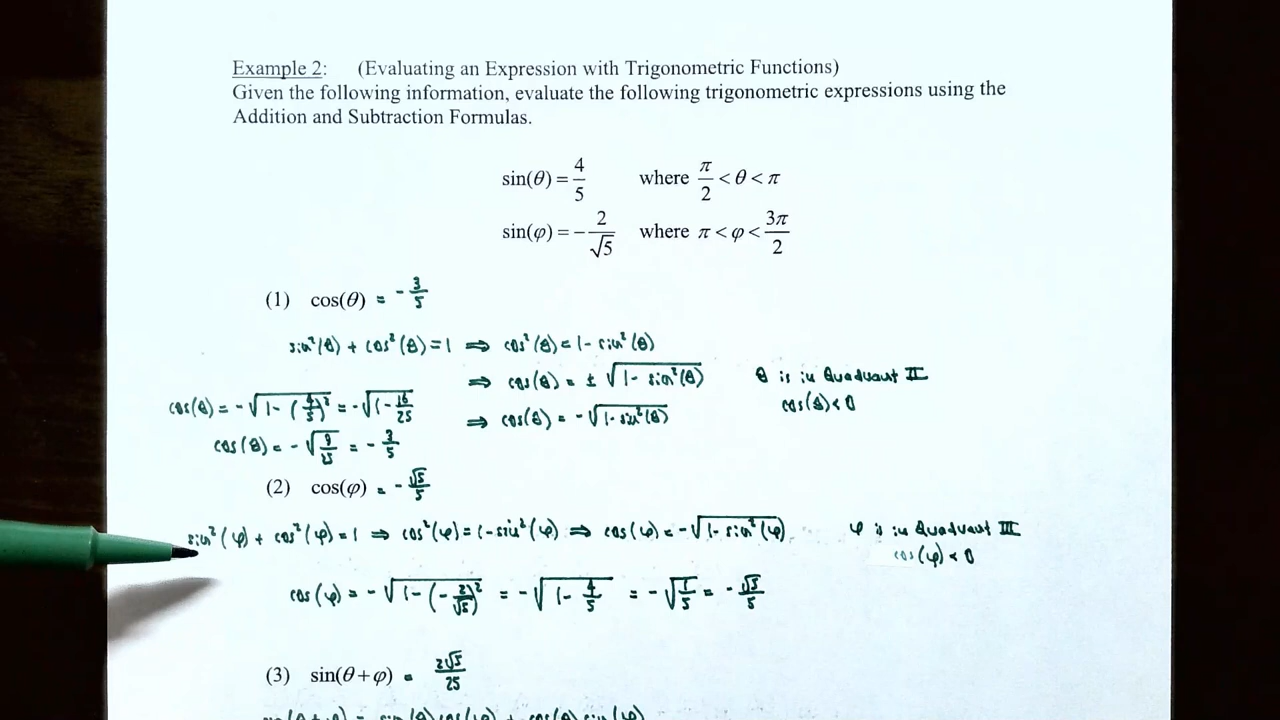 Example 2: (Evaluating an Expression with Trigonometric Functions)
Given the following information, evaluate the following trigonometric expressions using the
Addition and Subtraction Formulas.
sin(θ) = 4/5 where π/2 < θ < π
sin(φ) = −2/√5 where π < φ < 3π/2
(1) cos(θ) = −3/5
sin²(θ) + cos²(θ) = 1 ⇒ cos²(θ) = 1 − sin²(θ)
⇒ cos(θ) = ± √(1 − sin²(θ)) θ is in Quadrant II
cos(θ) < 0
cos(θ) = −√(1 − (4/5)²) = −√(1 − 16/25) ⇒ cos(θ) = −√(1 − sin²(θ))
cos(θ) = −√(9/25) = −3/5
(2) cos(φ) = −√5/5
sin²(φ) + cos²(φ) = 1 ⇒ cos²(φ) = 1 − sin²(φ) ⇒ cos(φ) = −√(1 − sin²(φ)) φ is in Quadrant III
cos(φ) < 0
cos(φ) = −√(1 − (−2/√5)²) = −√(1 − 4/5) = −√(1/5) = −√5/5
(3) sin(θ+φ) = 2√5/25
sin(θ+φ) = sin(θ)cos(φ) + cos(θ)sin(φ)